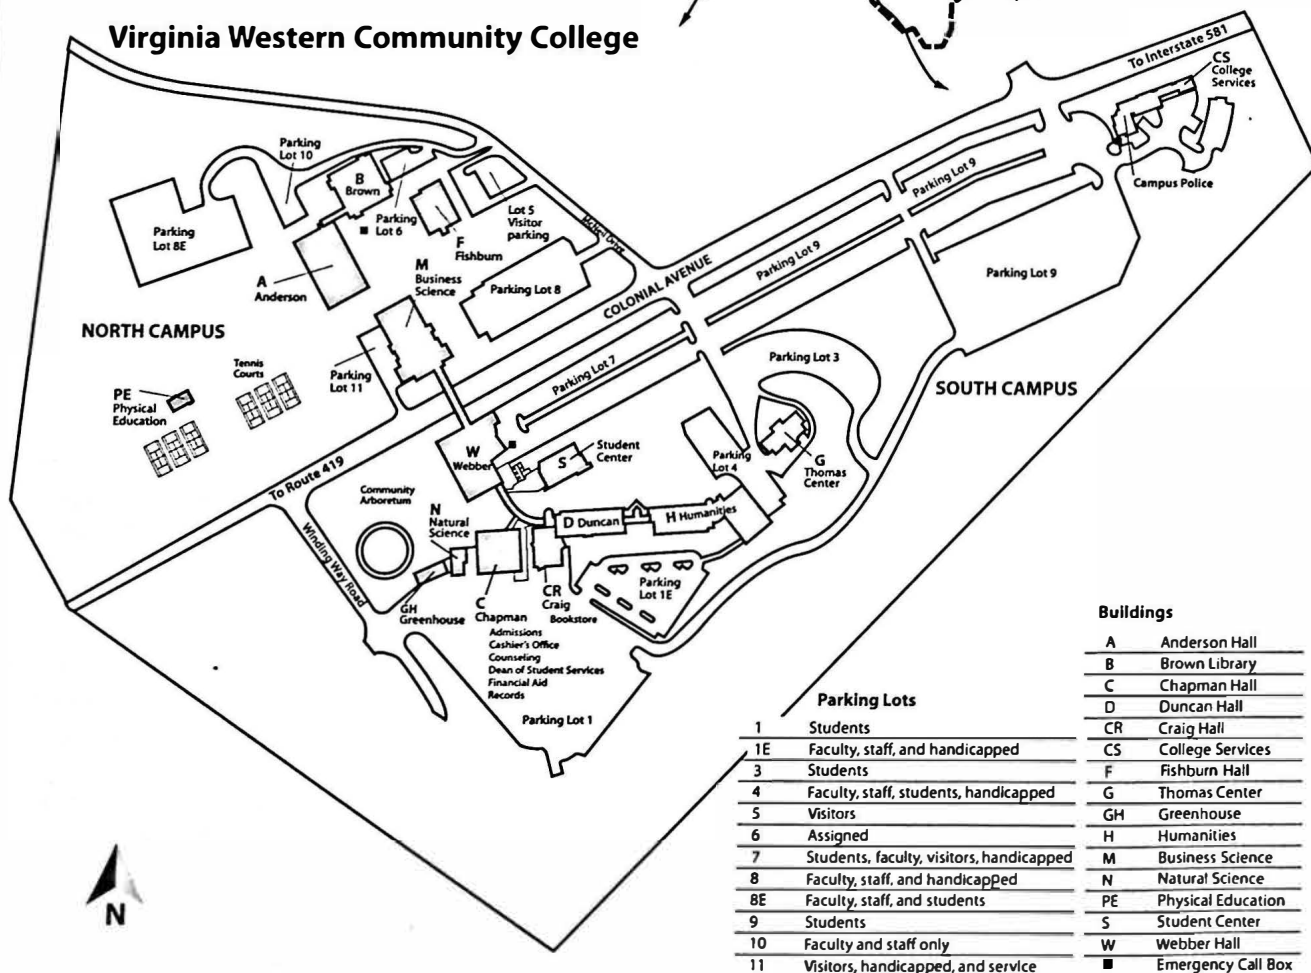 Virginia Western Community College
To Interstate 581
CS
College
Services
Campus Police
Parking
Lot 10
B
Brown
Parking
Lot 6
Lot 5
Visitor
parking
McNeil Drive
F
Fishburn
Parking
Lot 8E
A
Anderson
M
Business
Science
Parking Lot 8
COLONIAL AVENUE
Parking Lot 9
Parking Lot 9
Parking Lot 9
NORTH CAMPUS
Tennis
Courts
Parking
Lot 11
PE
Physical
Education
Parking Lot 7
Parking Lot 3
SOUTH CAMPUS
To Route 419
W
Webber
S
Student
Center
Parking
Lot 4
G
Thomas
Center
Community
Arboretum
N
Natural
Science
D Duncan
H Humanities
Winding Way Road
GH
Greenhouse
C
Chapman
Admissions
Cashier's Office
Counseling
Dean of Student Services
Financial Aid
Records
CR
Craig
Bookstore
Parking
Lot 1E
Parking Lot 1
N
Parking Lots
1 Students
1E Faculty, staff, and handicapped
3 Students
4 Faculty, staff, students, handicapped
5 Visitors
6 Assigned
7 Students, faculty, visitors, handicapped
8 Faculty, staff, and handicapped
8E Faculty, staff, and students
9 Students
10 Faculty and staff only
11 Visitors, handicapped, and service
Buildings
A Anderson Hall
B Brown Library
C Chapman Hall
D Duncan Hall
CR Craig Hall
CS College Services
F Fishburn Hall
G Thomas Center
GH Greenhouse
H Humanities
M Business Science
N Natural Science
PE Physical Education
S Student Center
W Webber Hall
■ Emergency Call Box